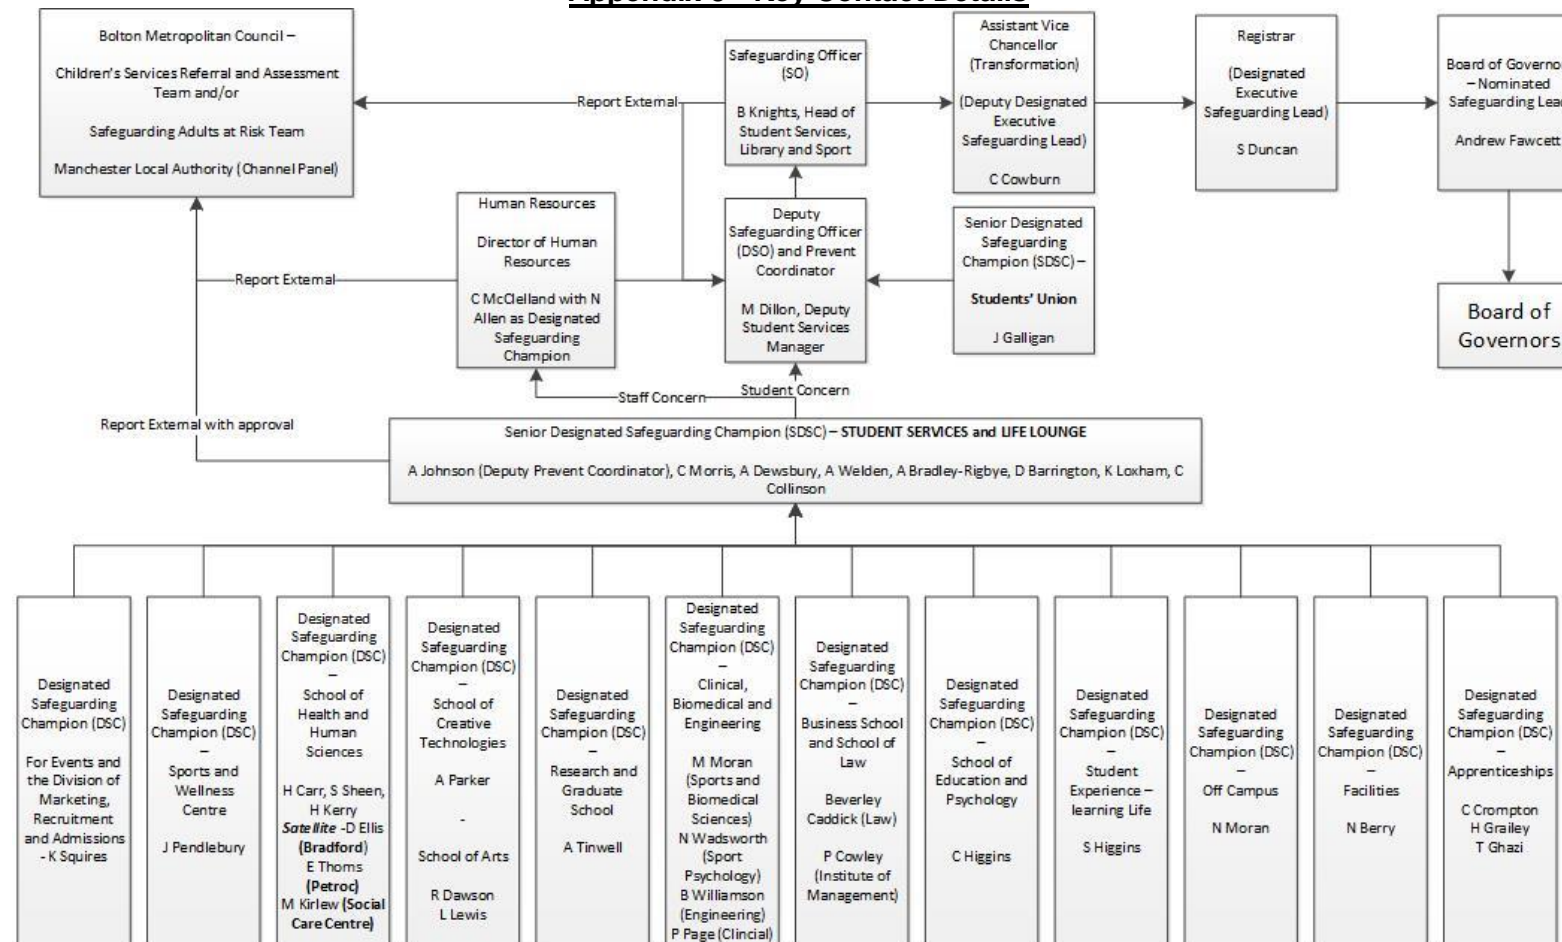 Appendix 6 - Key Contact Details
Bolton Metropolitan Council –
Children's Services Referral and Assessment
Team and/or
Safeguarding Adults at Risk Team
Manchester Local Authority (Channel Panel)
Report External
Safeguarding Officer
(SO)
B Knights, Head of
Student Services,
Library and Sport
Assistant Vice
Chancellor
(Transformation)
(Deputy Designated
Executive
Safeguarding Lead)
C Cowburn
Registrar
(Designated
Executive
Safeguarding Lead)
S Duncan
Board of Governo
– Nominated
Safeguarding Lea
Andrew Fawcett
Human Resources
Director of Human
Resources
C McClelland with N
Allen as Designated
Safeguarding
Champion
Report External
Deputy
Safeguarding Officer
(DSO) and Prevent
Coordinator
M Dillon, Deputy
Student Services
Manager
Senior Designated
Safeguarding
Champion (SDSC) –
Students' Union
J Galligan
Board of
Governors
Staff Concern
Student Concern
Report External with approval
Senior Designated Safeguarding Champion (SDSC) – STUDENT SERVICES and LIFE LOUNGE
A Johnson (Deputy Prevent Coordinator), C Morris, A Dewsbury, A Welden, A Bradley-Rigbye, D Barrington, K Loxham, C
Collinson
Designated
Safeguarding
Champion (DSC)
For Events and
the Division of
Marketing,
Recruitment
and Admissions
- K Squires
Designated
Safeguarding
Champion (DSC)
–
Sports and
Wellness
Centre
J Pendlebury
Designated
Safeguarding
Champion (DSC)
–
School of
Health and
Human
Sciences
H Carr, S Sheen,
H Kerry
Satellite -D Ellis
(Bradford)
E Thoms
(Petroc)
M Kirlew (Social
Care Centre)
Designated
Safeguarding
Champion (DSC)
–
School of
Creative
Technologies
A Parker
-
School of Arts
R Dawson
L Lewis
Designated
Safeguarding
Champion (DSC)
–
Research and
Graduate
School
A Tinwell
Designated
Safeguarding
Champion (DSC)
–
Clinical,
Biomedical and
Engineering
M Moran
(Sports and
Biomedical
Sciences)
N Wadsworth
(Sport
Psychology)
B Williamson
(Engineering)
P Page (Clincial)
Designated
Safeguarding
Champion (DSC)
–
Business School
and School of
Law
Beverley
Caddick (Law)
P Cowley
(Institute of
Management)
Designated
Safeguarding
Champion (DSC)
–
School of
Education and
Psychology
C Higgins
Designated
Safeguarding
Champion (DSC)
–
Student
Experience –
learning Life
S Higgins
Designated
Safeguarding
Champion (DSC)
–
Off Campus
N Moran
Designated
Safeguarding
Champion (DSC)
–
Facilities
N Berry
Designated
Safeguarding
Champion (DSC)
–
Apprenticeships
C Crompton
H Grailey
T Ghazi